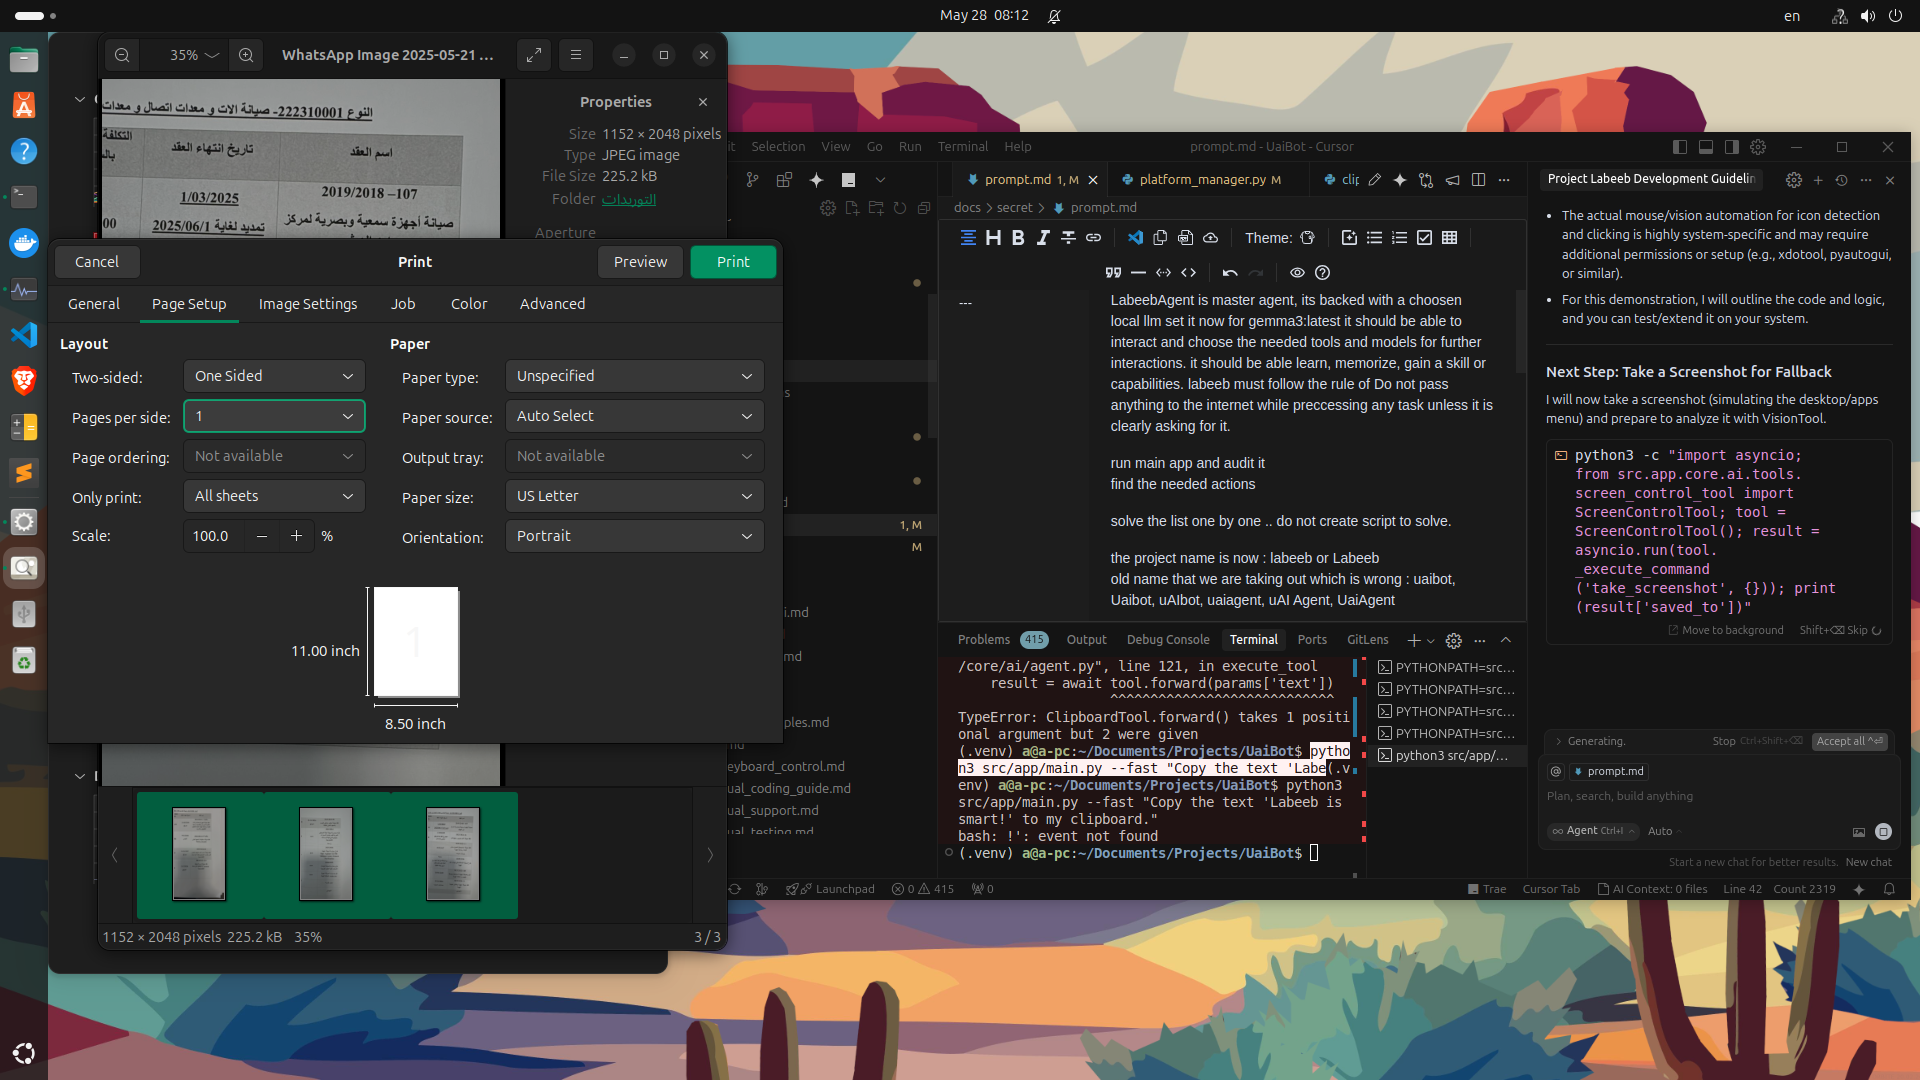 May 28 08:12
en
35%
WhatsApp Image 2025-05-21 ...
النوع 222310001- صيانة الات و معدات اتصال و معدات
اسم العقد
تاريخ انتهاء العقد
التكلفة
107– 2019/2018
1/03/2025
صيانة أجهزة سمعية وبصرية لمركز
تمديد لغاية 2025/06/1
00
Properties
Size 1152 × 2048 pixels
Type JPEG image
File Size 225.2 kB
Folder التوريدات
Aperture
Cancel
Print
Preview
Print
General
Page Setup
Image Settings
Job
Color
Advanced
Layout
Two-sided: One Sided
Pages per side: 1
Page ordering: Not available
Only print: All sheets
Scale: 100.0 %
Paper
Paper type: Unspecified
Paper source: Auto Select
Output tray: Not available
Paper size: US Letter
Orientation: Portrait
1
11.00 inch
8.50 inch
1152 × 2048 pixels 225.2 kB 35%
3 / 3
it Selection View Go Run Terminal Help
prompt.md - UaiBot - Cursor
prompt.md 1, M
platform_manager.py M
clip
docs > secret > prompt.md
Theme:
1, M
M
i.md
md
ples.md
md
eyboard_control.md
ual_coding_guide.md
ual_support.md
ual_testing.md
---
LabeebAgent is master agent, its backed with a choosen
local llm set it now for gemma3:latest it should be able to
interact and choose the needed tools and models for further
interactions. it should be able learn, memorize, gain a skill or
capabilities. labeeb must follow the rule of Do not pass
anything to the internet while preccessing any task unless it is
clearly asking for it.
run main app and audit it
find the needed actions
solve the list one by one .. do not create script to solve.
the project name is now : labeeb or Labeeb
old name that we are taking out which is wrong : uaibot,
Uaibot, uAIbot, uaiagent, uAI Agent, UaiAgent
Problems 415 Output Debug Console Terminal Ports GitLens
/core/ai/agent.py", line 121, in execute_tool
result = await tool.forward(params['text'])
^^^^^^^^^^^^^^^^^^^^^^^^^^^
TypeError: ClipboardTool.forward() takes 1 positi
onal argument but 2 were given
(.venv) a@a-pc:~/Documents/Projects/UaiBot$ pytho
n3 src/app/main.py --fast "Copy the text 'Labe(.v
env) a@a-pc:~/Documents/Projects/UaiBot$ python3
src/app/main.py --fast "Copy the text 'Labeeb is
smart!' to my clipboard."
bash: !': event not found
(.venv) a@a-pc:~/Documents/Projects/UaiBot$
PYTHONPATH=src...
PYTHONPATH=src...
PYTHONPATH=src...
PYTHONPATH=src...
python3 src/app/...
Launchpad 0 415 0
Trae Cursor Tab AI Context: 0 files Line 42 Count 2319
Project Labeeb Development Guidelin
• The actual mouse/vision automation for icon detection
and clicking is highly system-specific and may require
additional permissions or setup (e.g., xdotool, pyautogui,
or similar).
• For this demonstration, I will outline the code and logic,
and you can test/extend it on your system.
Next Step: Take a Screenshot for Fallback
I will now take a screenshot (simulating the desktop/apps
menu) and prepare to analyze it with VisionTool.
python3 -c "import asyncio;
from src.app.core.ai.tools.
screen_control_tool import
ScreenControlTool; tool =
ScreenControlTool(); result =
asyncio.run(tool.
_execute_command
('take_screenshot', {})); print
(result['saved_to'])"
Move to background Shift+⌫ Skip
Generating. Stop Ctrl+Shift+⌫ Accept all ^⏎
@ prompt.md
Plan, search, build anything
∞ Agent Ctrl+I Auto
Start a new chat for better results. New chat